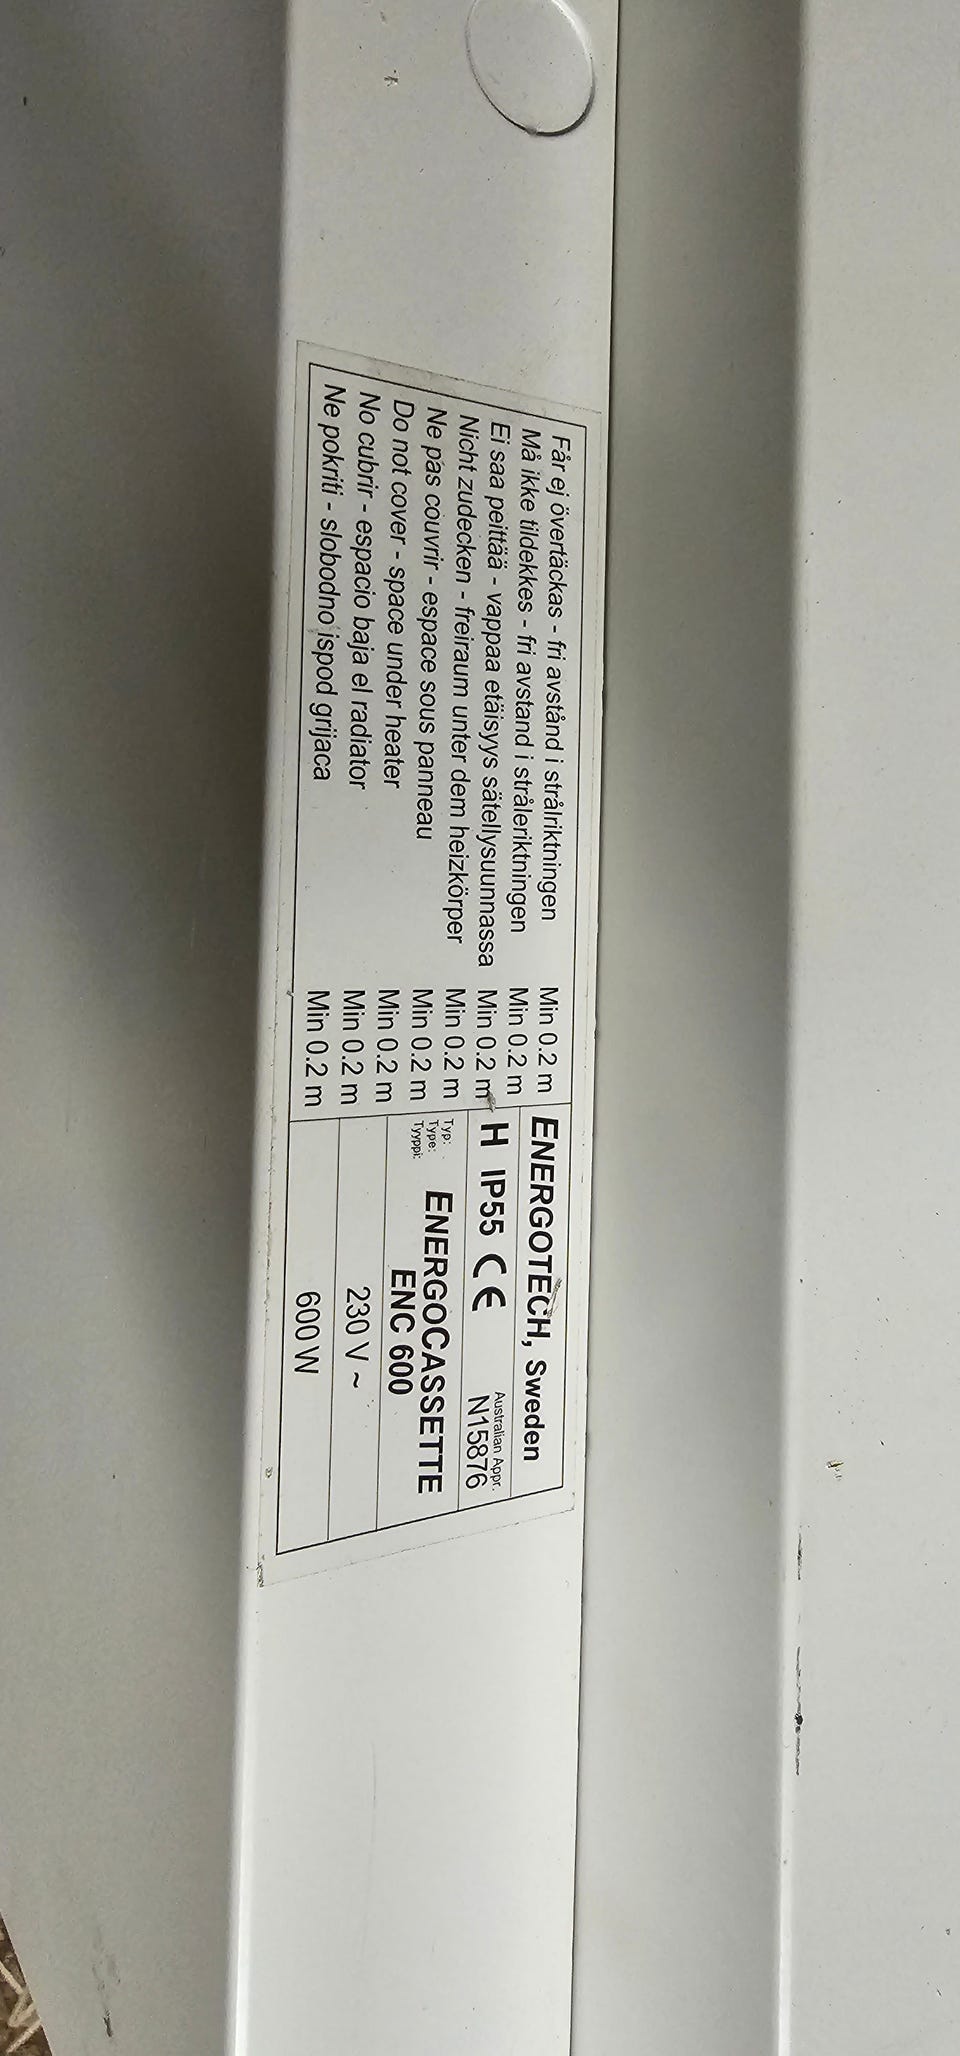 Får ej övertäckas - fri avstånd i strålriktningen Min 0.2 m
Må ikke tildekkes - fri avstand i stråleriktningen Min 0.2 m
Ei saa peittää - vappaa etäisyys sätellysuunnassa Min 0.2 m
Nicht zudecken - freiraum unter dem heizkörper Min 0.2 m
Ne pas couvrir - espace sous panneau Min 0.2 m
Do not cover - space under heater Min 0.2 m
No cubrir - espacio baja el radiator Min 0.2 m
Ne pokriti - slobodno ispod grijaca Min 0.2 m
ENERGOTECH, Sweden
H IP55 CE
Australian Appr.
N15876
Typ:
Type:
Tyyppi:
ENERGOCASSETTE
ENC 600
230 V ~
600 W